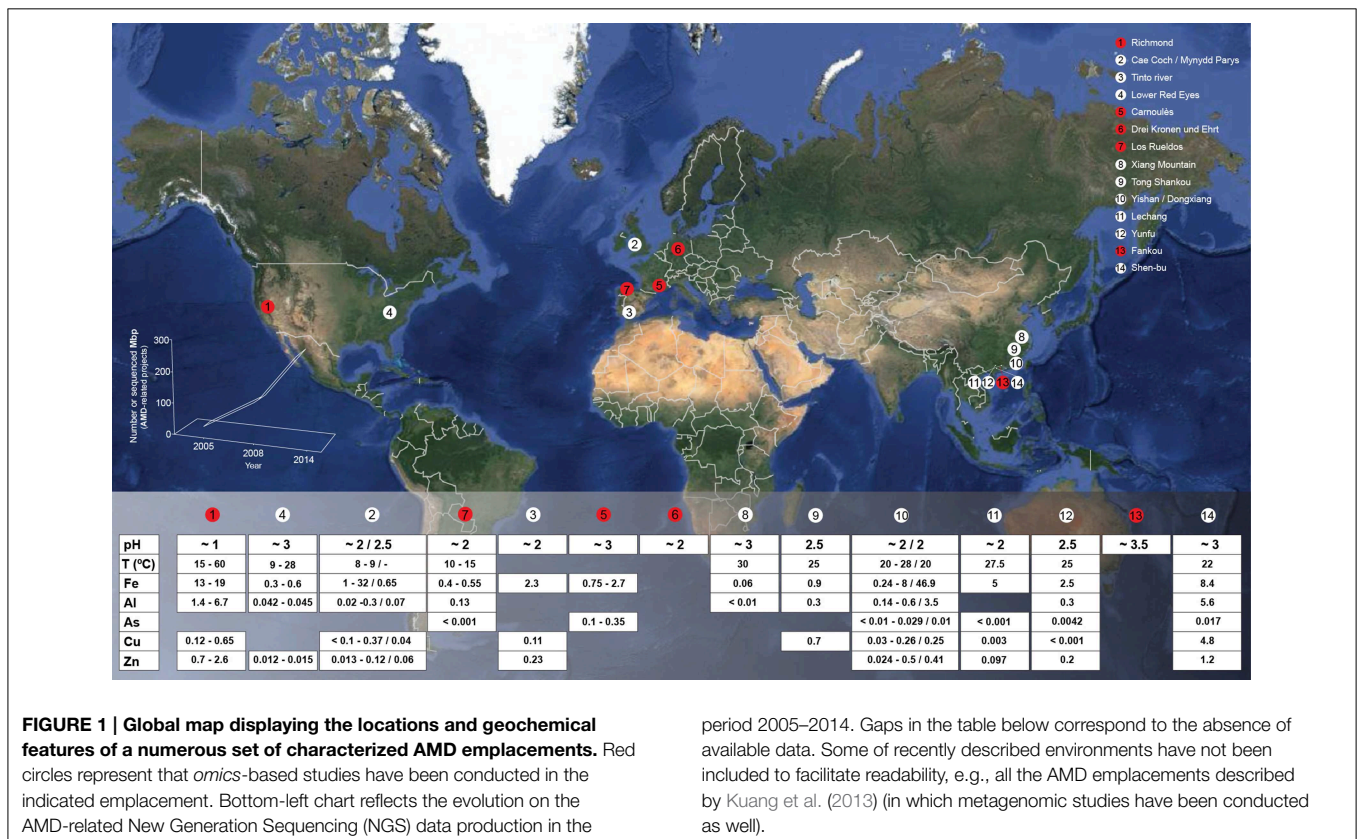 1 Richmond
2 Cae Coch / Mynydd Parys
3 Tinto river
4 Lower Red Eyes
5 Carnoulès
6 Drei Kronen und Ehrt
7 Los Rueldos
8 Xiang Mountain
9 Tong Shankou
10 Yishan / Dongxiang
11 Lechang
12 Yunfu
13 Fankou
14 Shen-bu
1
4
2
6
7
5
3
8
9
10
11 12 13 14
Number or sequenced Mbp
(AMD-related projects)
300
200
100
0
2005
2008
2014
Year
1 4 2 7 3 5 6 8 9 10 11 12 13 14
pH ~ 1 ~ 3 ~ 2 / 2.5 ~ 2 ~ 2 ~ 3 ~ 2 ~ 3 2.5 ~ 2 / 2 ~ 2 2.5 ~ 3.5 ~ 3
T (ºC) 15 - 60 9 - 28 8 - 9 / - 10 - 15 30 25 20 - 28 / 20 27.5 25 22
Fe 13 - 19 0.3 - 0.6 1 - 32 / 0.65 0.4 - 0.55 2.3 0.75 - 2.7 0.06 0.9 0.24 - 8 / 46.9 5 2.5 8.4
Al 1.4 - 6.7 0.042 - 0.045 0.02 -0.3 / 0.07 0.13 < 0.01 0.3 0.14 - 0.6 / 3.5 0.3 5.6
As < 0.001 0.1 - 0.35 < 0.01 - 0.029 / 0.01 < 0.001 0.0042 0.017
Cu 0.12 - 0.65 < 0.1 - 0.37 / 0.04 0.11 0.7 0.03 - 0.26 / 0.25 0.003 < 0.001 4.8
Zn 0.7 - 2.6 0.012 - 0.015 0.013 - 0.12 / 0.06 0.23 0.024 - 0.5 / 0.41 0.097 0.2 1.2
FIGURE 1 | Global map displaying the locations and geochemical
features of a numerous set of characterized AMD emplacements. Red
circles represent that omics-based studies have been conducted in the
indicated emplacement. Bottom-left chart reflects the evolution on the
AMD-related New Generation Sequencing (NGS) data production in the
period 2005–2014. Gaps in the table below correspond to the absence of
available data. Some of recently described environments have not been
included to facilitate readability, e.g., all the AMD emplacements described
by Kuang et al. (2013) (in which metagenomic studies have been conducted
as well).